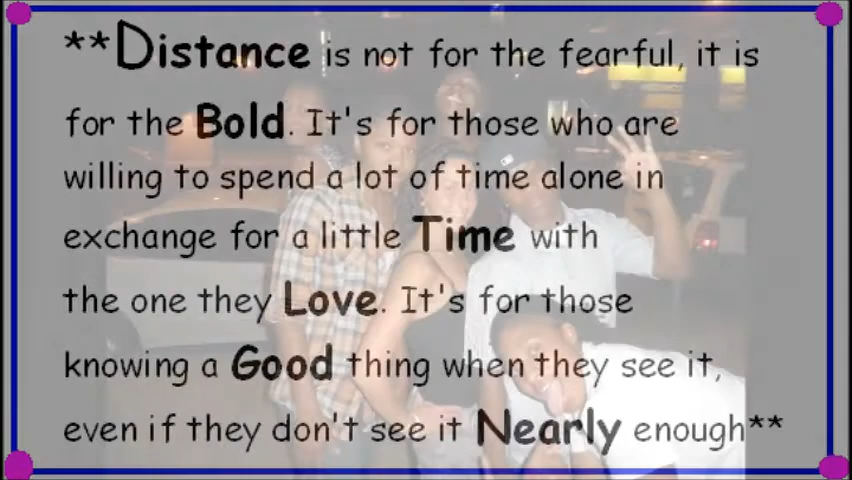 **Distance is not for the fearful, it is
for the Bold. It's for those who are
willing to spend a lot of time alone in
exchange for a little Time with
the one they Love. It's for those
knowing a Good thing when they see it,
even if they don't see it Nearly enough**